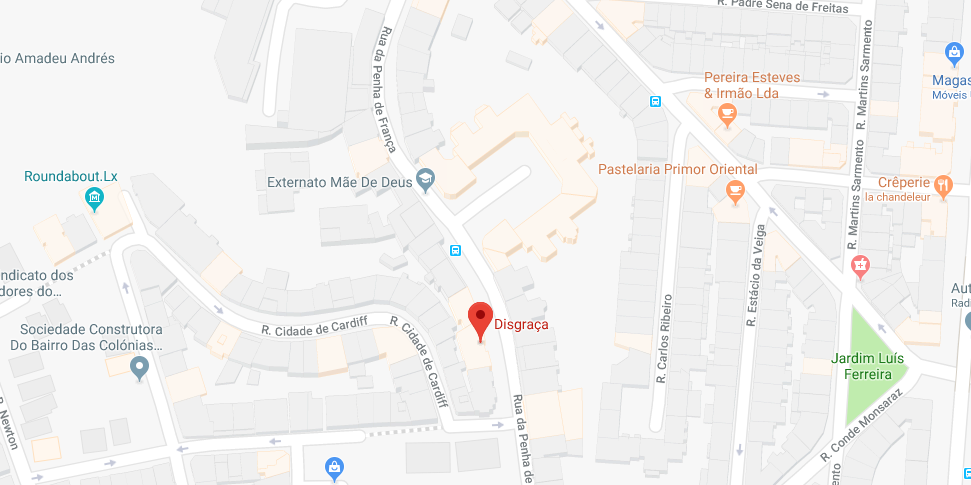 R. Padre Sena de Freitas
io Amadeu Andrés
Rua da Penha de França
R. Martins Sarmento
Magas
Móveis
Pereira Esteves
& Irmão Lda
Roundabout.Lx
Externato Mãe De Deus
Pastelaria Primor Oriental
Crêperie
la chandeleur
R. Martins Sarmento
R. Estácio da Veiga
indicato dos
dores do…
Aut
Radi
Sociedade Construtora
Do Bairro Das Colónias…
R. Cidade de Cardiff
R. Cidade de Cardiff
Disgraça
R. Carlos Ribeiro
Jardim Luís
Ferreira
R. Newton
Rua da Penha de
R. Conde Monsaraz
R. Martins Sarmento